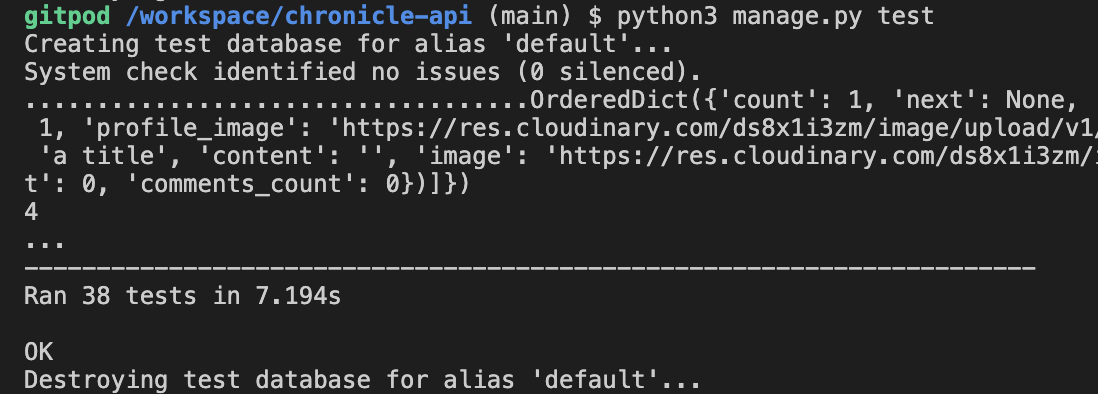 gitpod /workspace/chronicle-api (main) $ python3 manage.py test
Creating test database for alias 'default'...
System check identified no issues (0 silenced).
...................................OrderedDict({'count': 1, 'next': None,
1, 'profile_image': 'https://res.cloudinary.com/ds8x1i3zm/image/upload/v1/
'a title', 'content': '', 'image': 'https://res.cloudinary.com/ds8x1i3zm/i
t': 0, 'comments_count': 0})]})
4
...
----------------------------------------------------------------------
Ran 38 tests in 7.194s
OK
Destroying test database for alias 'default'...